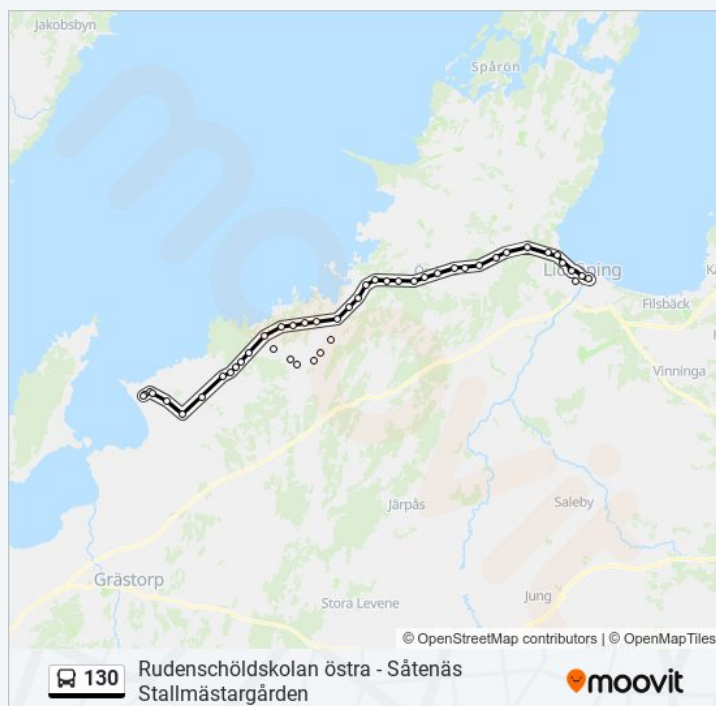 Jakobsbyn
Spårön
Ö
Lidköping
Filsbäck
Vinninga
Järpås
Saleby
Grästorp
Stora Levene
Jung
© OpenStreetMap contributors | © OpenMapTiles
130
Rudenschöldskolan östra - Såtenäs
Stallmästargården
moovit